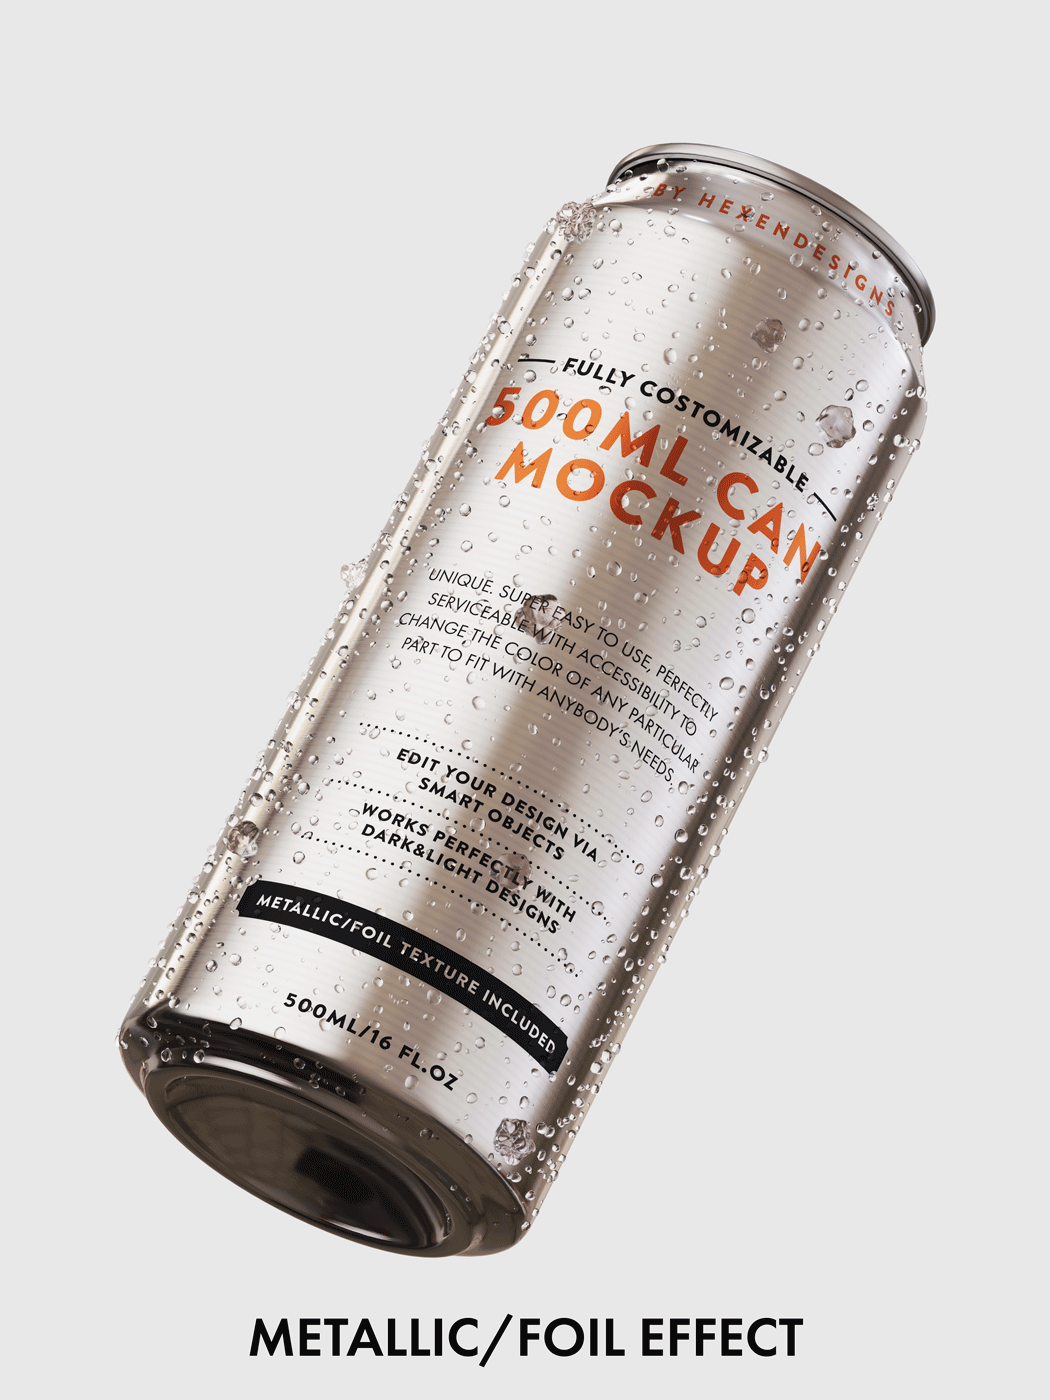 BY HEXENDESIGNS
FULLY COSTOMIZABLE
500ML CAN
MOCKUP
UNIQUE. SUPER EASY TO USE, PERFECTLY
SERVICEABLE WITH ACCESSIBILITY TO
CHANGE THE COLOR OF ANY PARTICULAR
PART TO FIT WITH ANYBODY'S NEEDS.
EDIT YOUR DESIGN VIA
SMART OBJECTS
WORKS PERFECTLY WITH
DARK&LIGHT DESIGNS
METALLIC/FOIL TEXTURE INCLUDED
500ML/16 FL.OZ
METALLIC/FOIL EFFECT